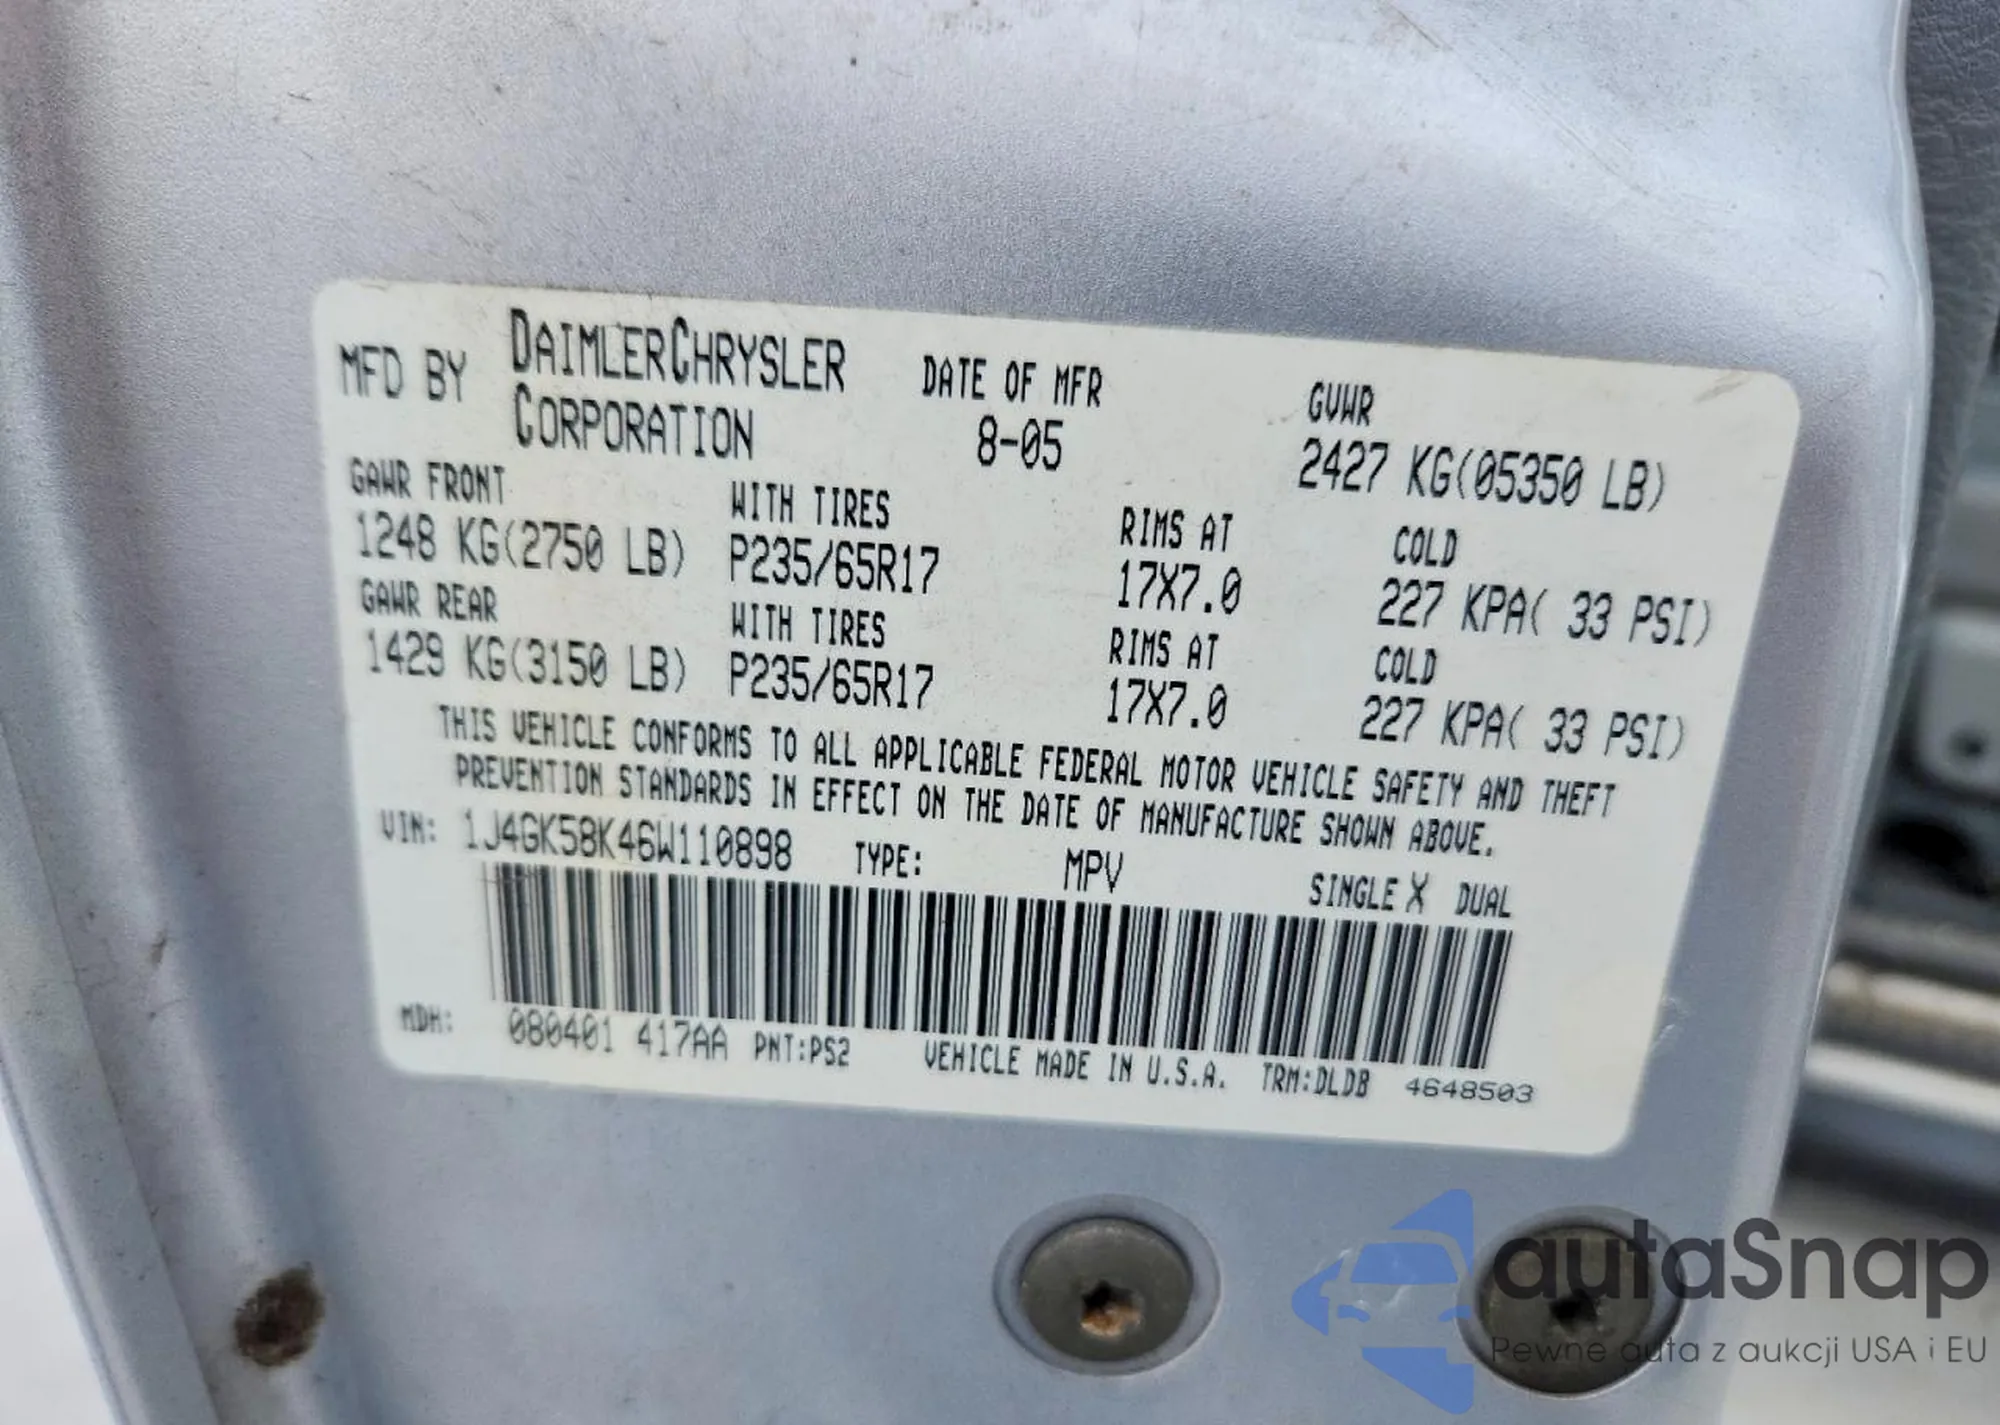 MFD BY DAIMLERCHRYSLER CORPORATION DATE OF MFR 8-05 GVWR 2427 KG(05350 LB)
GAWR FRONT WITH TIRES RIMS AT COLD
1248 KG(2750 LB) P235/65R17 17X7.0 227 KPA( 33 PSI)
GAWR REAR WITH TIRES RIMS AT COLD
1429 KG(3150 LB) P235/65R17 17X7.0 227 KPA( 33 PSI)
THIS VEHICLE CONFORMS TO ALL APPLICABLE FEDERAL MOTOR VEHICLE SAFETY AND THEFT
PREVENTION STANDARDS IN EFFECT ON THE DATE OF MANUFACTURE SHOWN ABOVE.
VIN: 1J4GK58K46W110898 TYPE: MPV SINGLE X DUAL
MDH: 080401 417AA PNT:PS2 VEHICLE MADE IN U.S.A. TRM:DLDB 4648503
autaSnap
Pewne auta z aukcji USA i EU